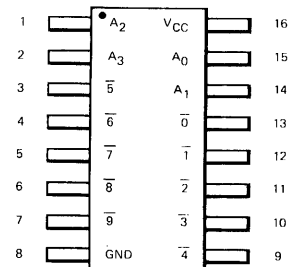 1 A₂ V_CC 16
2 A₃ A₀ 15
3 5̅ A₁ 14
4 6̅ 0̅ 13
5 7̅ 1̅ 12
6 8̅ 2̅ 11
7 9̅ 3̅ 10
8 GND 4̅ 9